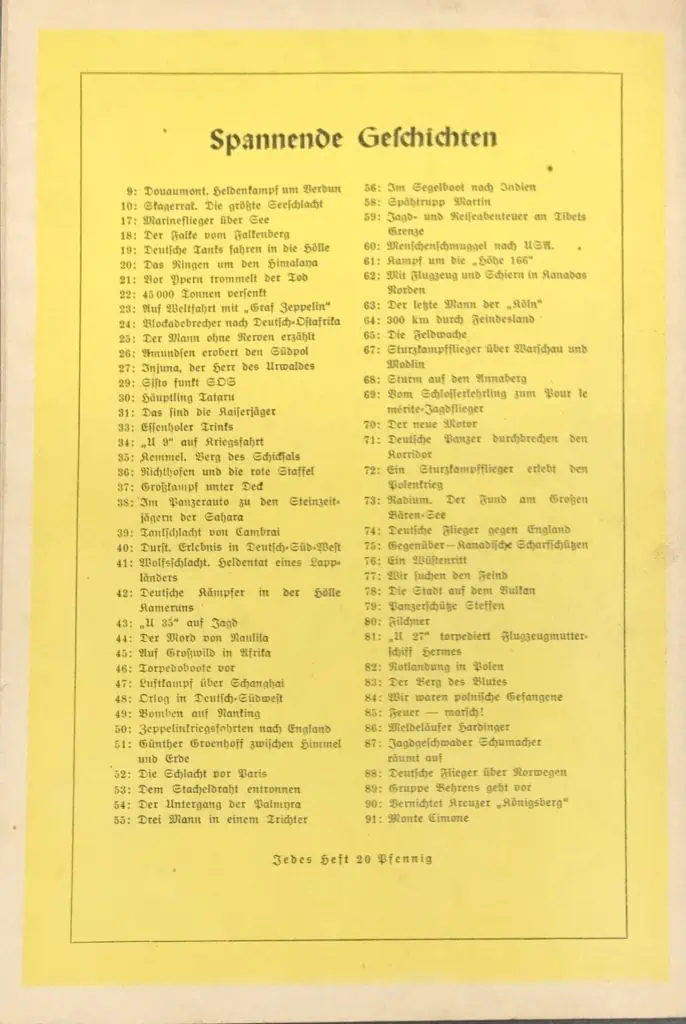 Spannende Geschichten
9: Douaumont. Heldenkampf um Verdun
10: Skagerrak. Die größte Seeschlacht
17: Marineflieger über See
18: Der Falke vom Falkenberg
19: Deutsche Tanks fahren in die Hölle
20: Das Ringen um den Himalaya
21: Vor Ypern trommelt der Tod
22: 45000 Tonnen versenkt
23: Auf Weltfahrt mit „Graf Zeppelin“
24: Blockadebrecher nach Deutsch-Ostafrika
25: Der Mann ohne Nerven erzählt
26: Amundsen erobert den Südpol
27: Injuna, der Herr des Urwaldes
29: Sisto funkt SOS
30: Häuptling Tataru
31: Das sind die Kaiserjäger
33: Essenholer Trinks
34: „U 9“ auf Kriegsfahrt
35: Kemmel. Berg des Schicksals
36: Richthofen und die rote Staffel
37: Großkampf unter Deck
38: Im Panzerauto zu den Steinzeit-
jägern der Sahara
39: Tankschlacht von Cambrai
40: Durst. Erlebnis in Deutsch-Süd-West
41: Wolfsschlacht. Heldentat eines Lapp-
länders
42: Deutsche Kämpfer in der Hölle
Kameruns
43: „U 35“ auf Jagd
44: Der Mord von Naulila
45: Auf Großwild in Afrika
46: Torpedoboote vor
47: Luftkampf über Schanghai
48: Orlog in Deutsch-Südwest
49: Bomben auf Nanking
50: Zeppelinkriegsfahrten nach England
51: Günther Groenhoff zwischen Himmel
und Erde
52: Die Schlacht vor Paris
53: Dem Stacheldraht entronnen
54: Der Untergang der Palmyra
55: Drei Mann in einem Trichter
56: Im Segelboot nach Indien
58: Spähtrupp Martin
59: Jagd- und Reiseabenteuer an Tibets
Grenze
60: Menschenschmuggel nach USA.
61: Kampf um die „Höhe 166“
62: Mit Flugzeug und Schiern in Kanadas
Norden
63: Der letzte Mann der „Köln“
64: 300 km durch Feindesland
65: Die Feldwache
67: Sturzkampfflieger über Warschau und
Modlin
68: Sturm auf den Annaberg
69: Vom Schlosserlehrling zum Pour le
mérite-Jagdflieger
70: Der neue Motor
71: Deutsche Panzer durchbrechen den
Korridor
72: Ein Sturzkampfflieger erlebt den
Polenkrieg
73: Radium. Der Fund am Großen
Bären-See
74: Deutsche Flieger gegen England
75: Gegenüber—Kanadische Scharfschützen
76: Ein Wüstenritt
77: Wir suchen den Feind
78: Die Stadt auf dem Vulkan
79: Panzerschütze Steffen
80: Filchner
81: „U 27“ torpediert Flugzeugmutter-
schiff Hermes
82: Notlandung in Polen
83: Der Berg des Blutes
84: Wir waren polnische Gefangene
85: Feuer — marsch!
86: Meldeläufer Hardinger
87: Jagdgeschwader Schumacher
räumt auf
88: Deutsche Flieger über Norwegen
89: Gruppe Behrens geht vor
90: Vernichtet Kreuzer „Königsberg“
91: Monte Cimone
Jedes Heft 20 Pfennig